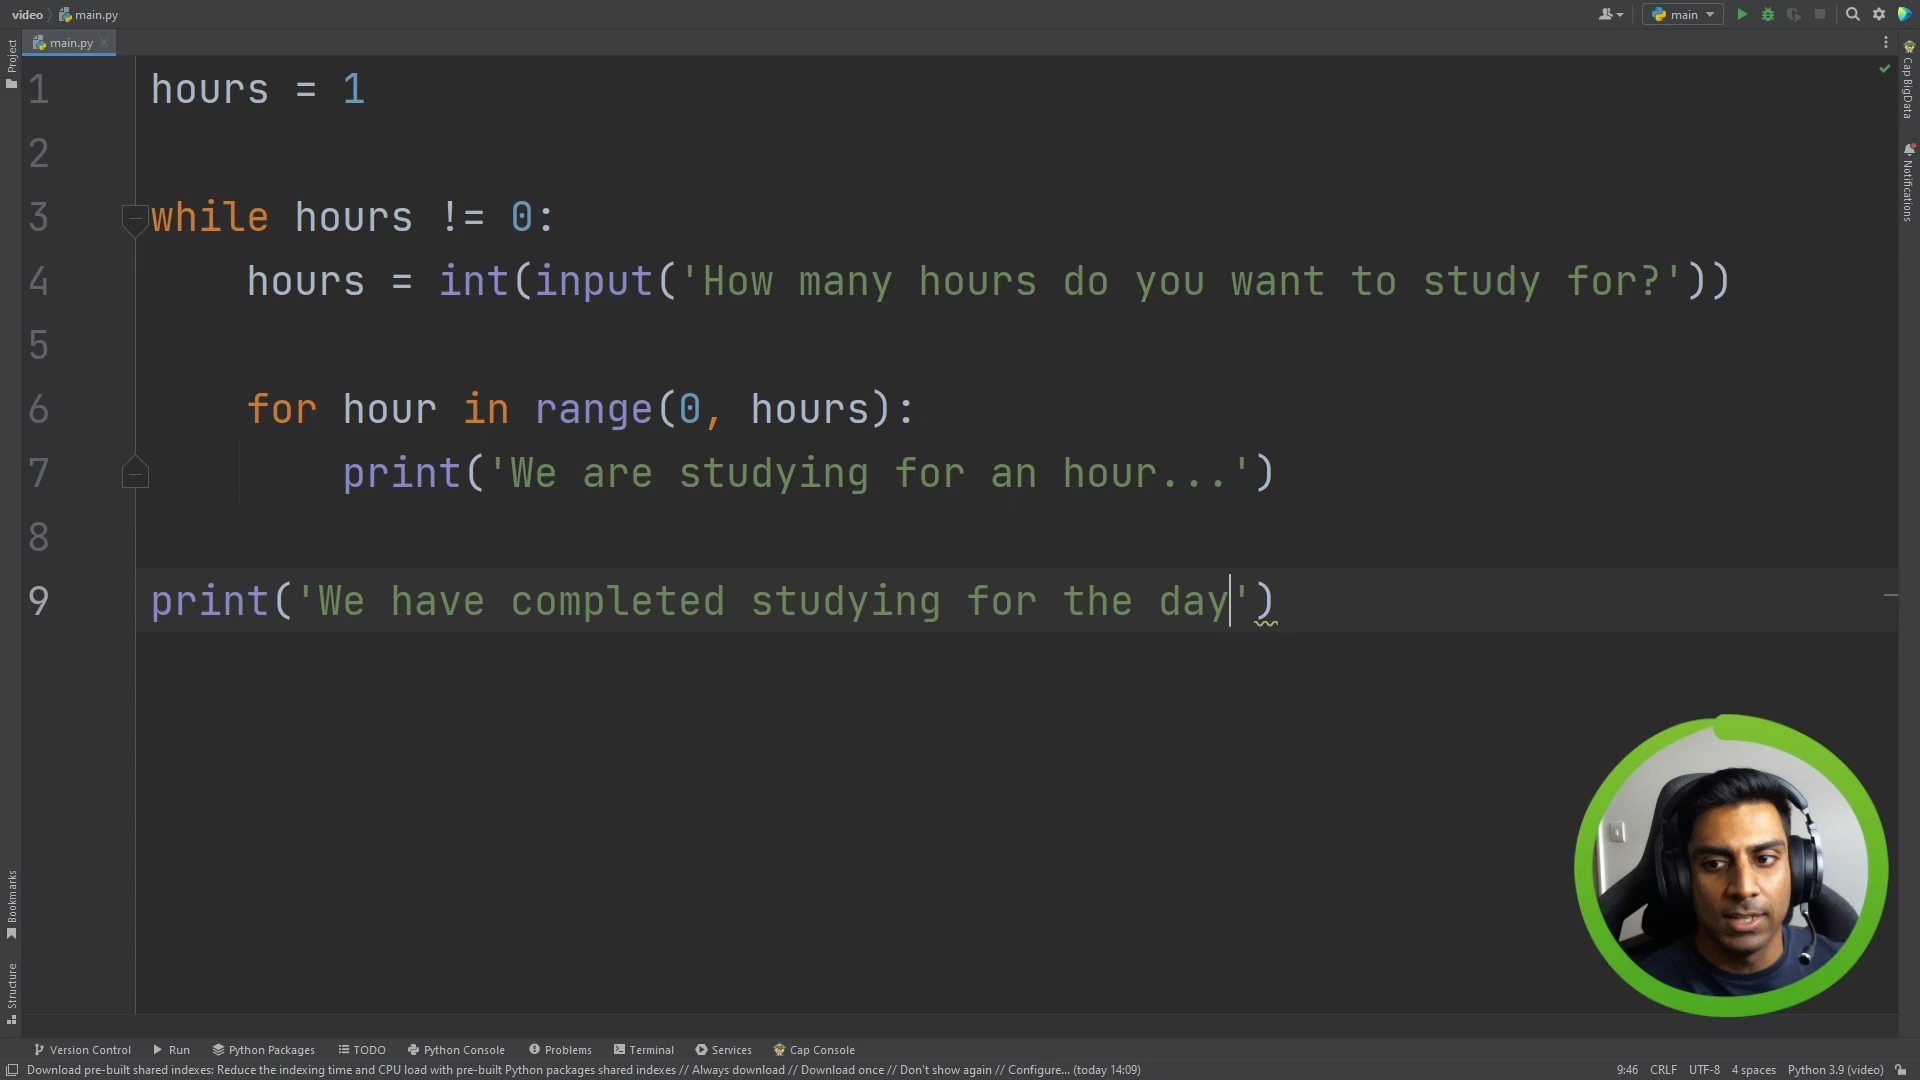 video main.py
main
main.py
Project
Cap BigData
Notifications
1 hours = 1
2
3 while hours != 0:
4 hours = int(input('How many hours do you want to study for?'))
5
6 for hour in range(0, hours):
7 print('We are studying for an hour...')
8
9 print('We have completed studying for the day')
Bookmarks
Structure
Version Control Run Python Packages TODO Python Console Problems Terminal Services Cap Console
Download pre-built shared indexes: Reduce the indexing time and CPU load with pre-built Python packages shared indexes // Always download // Download once // Don't show again // Configure... (today 14:09) 9:46 CRLF UTF-8 4 spaces Python 3.9 (video)